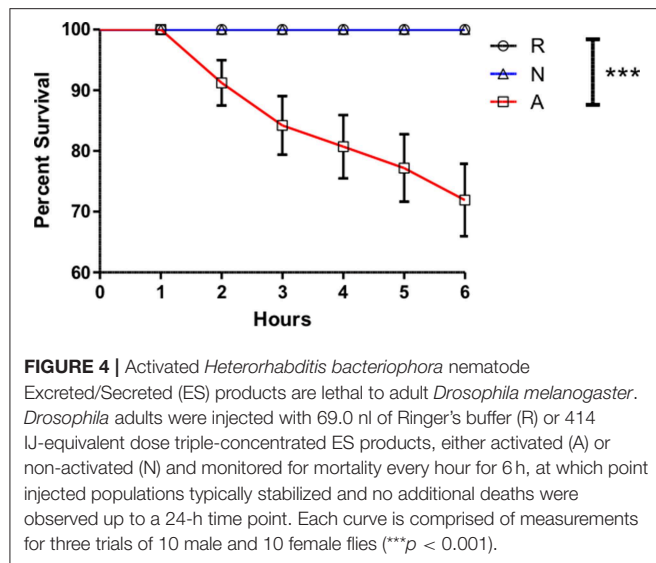 100
90
80
70
60
Percent Survival
0 1 2 3 4 5 6
Hours
R
N
A
***
FIGURE 4 | Activated Heterorhabditis bacteriophora nematode
Excreted/Secreted (ES) products are lethal to adult Drosophila melanogaster.
Drosophila adults were injected with 69.0 nl of Ringer's buffer (R) or 414
IJ-equivalent dose triple-concentrated ES products, either activated (A) or
non-activated (N) and monitored for mortality every hour for 6 h, at which point
injected populations typically stabilized and no additional deaths were
observed up to a 24-h time point. Each curve is comprised of measurements
for three trials of 10 male and 10 female flies (***p < 0.001).